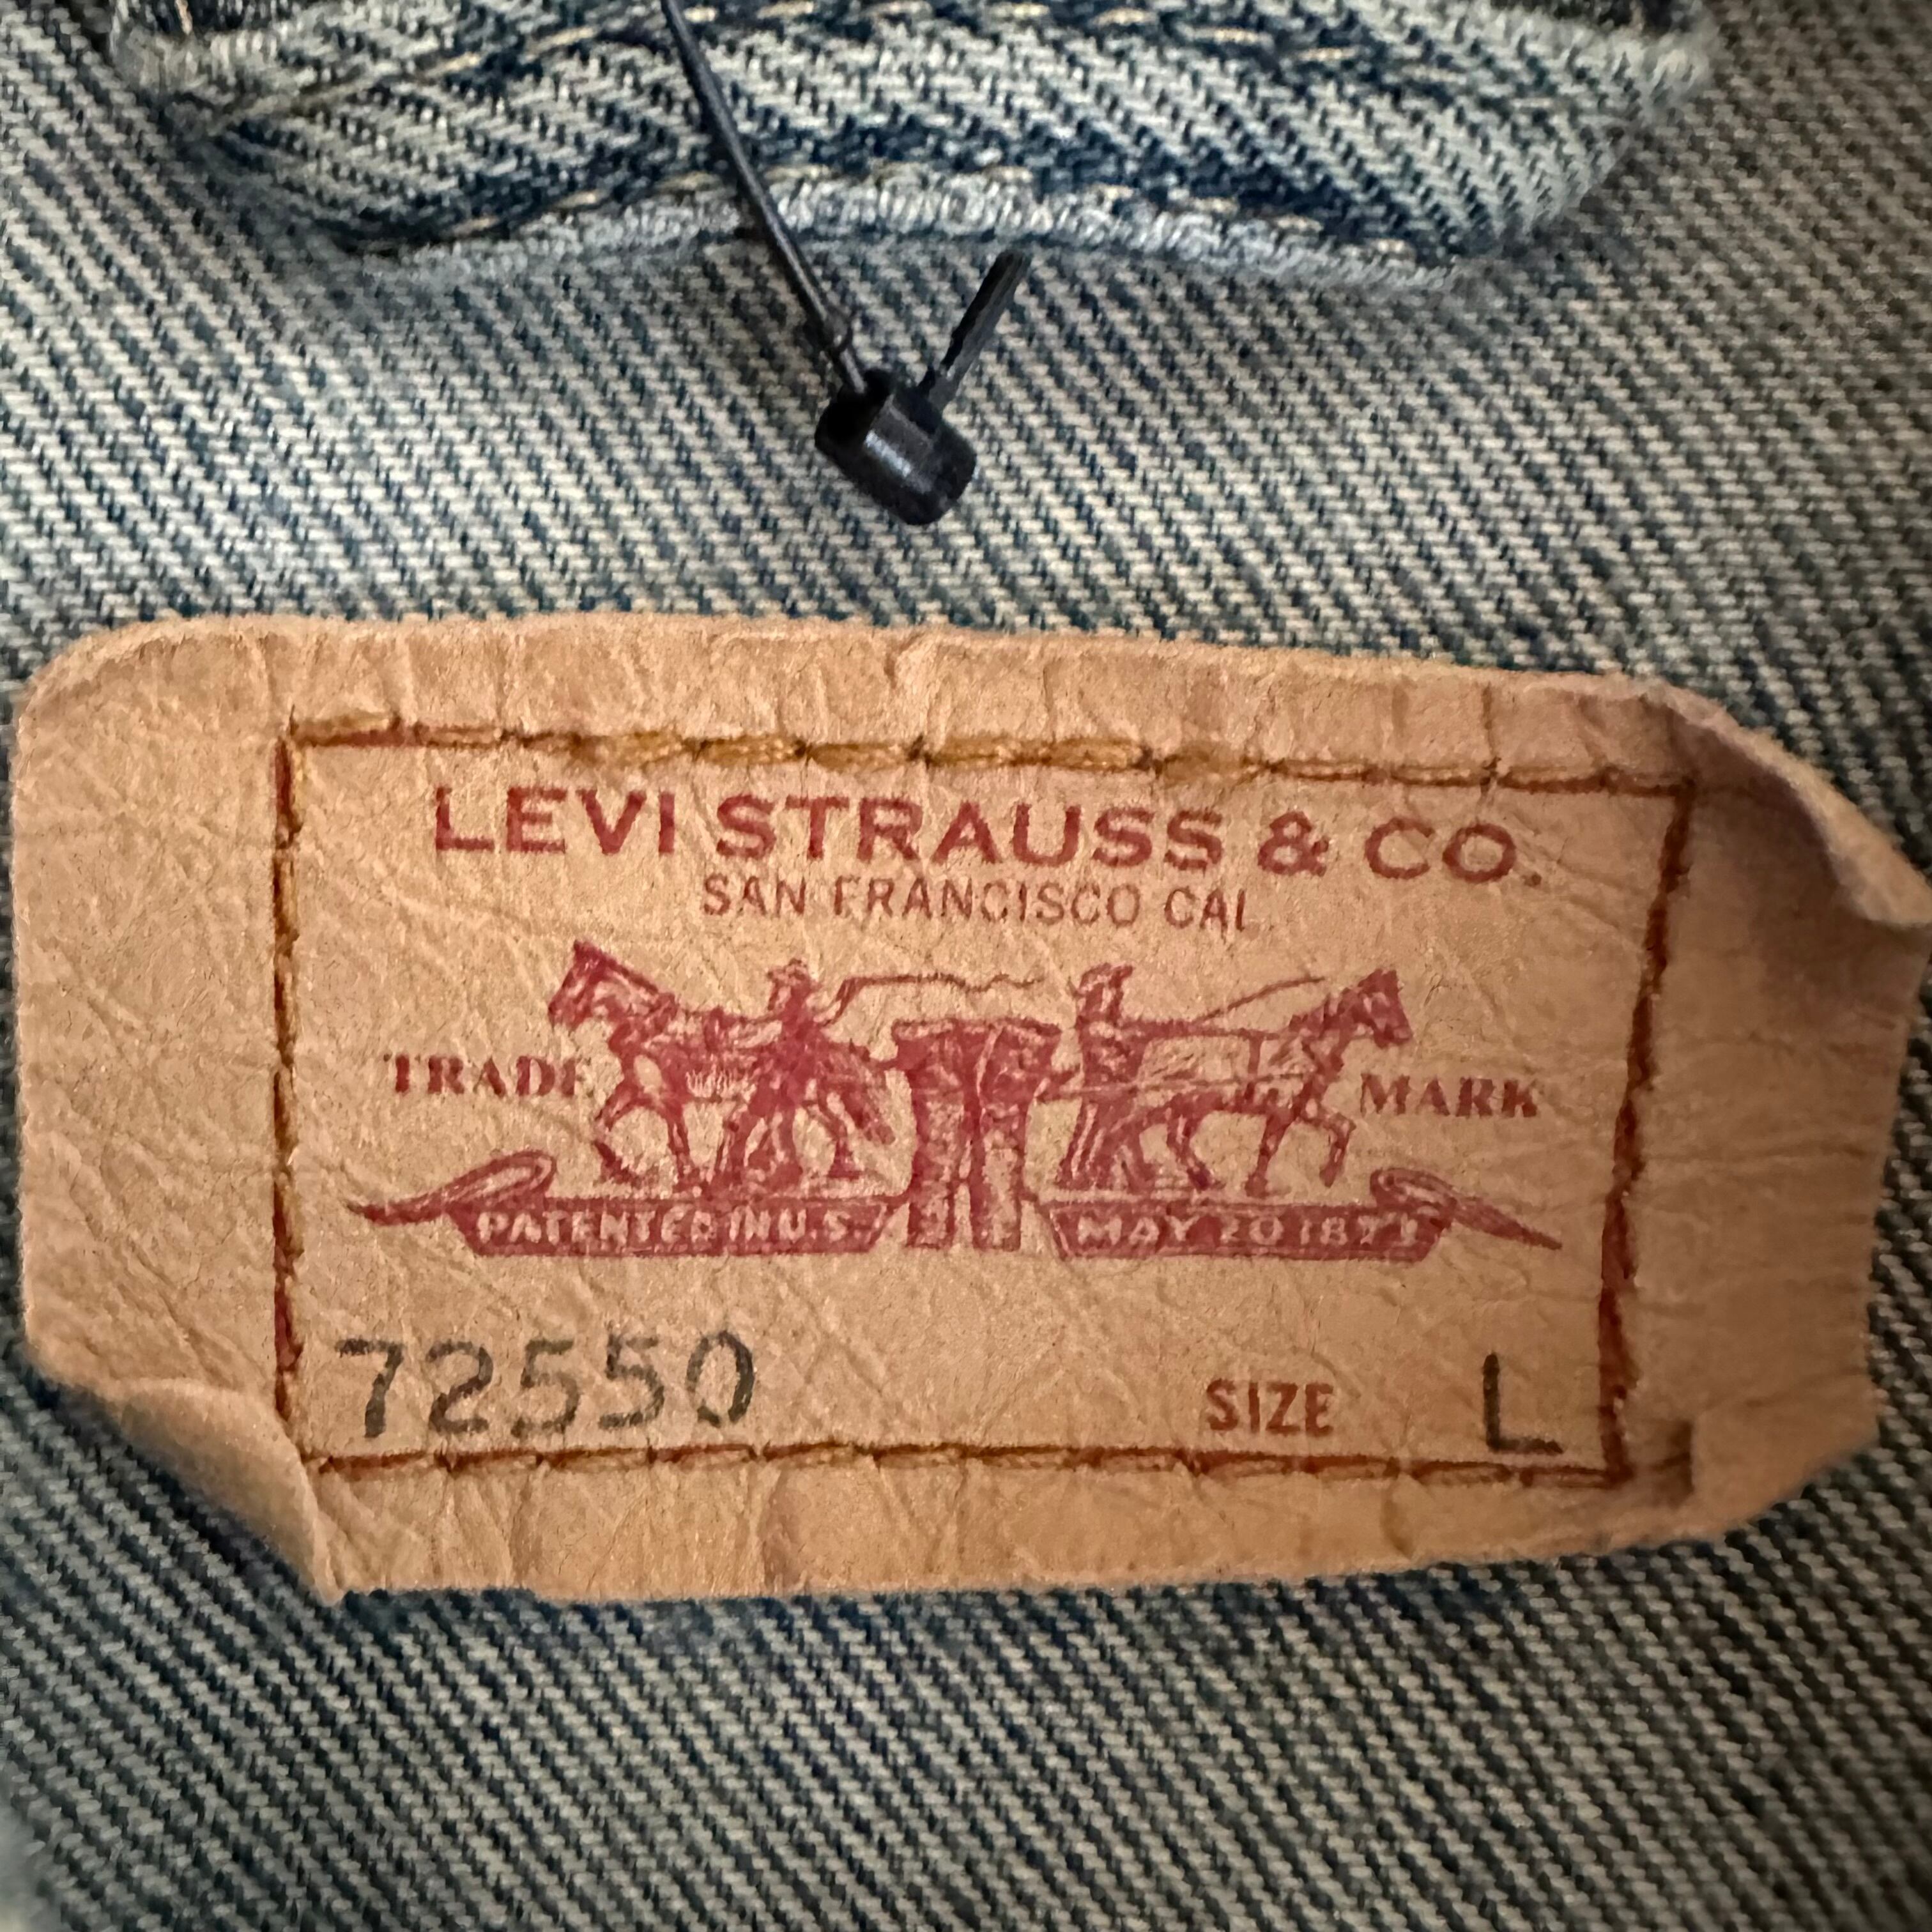 LEVI STRAUSS & CO.
SAN FRANCISCO CAL
TRADE MARK
PATENTED IN U.S. MAY 20 1873
72550 SIZE L